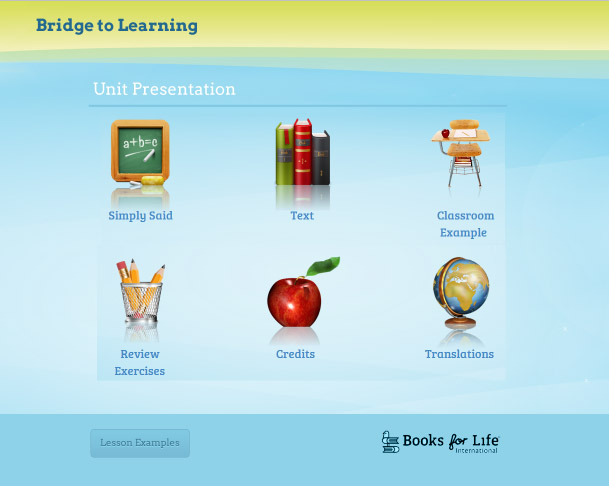 Bridge to Learning
Unit Presentation
a+b=c
Simply Said
Text
Classroom
Example
Review
Exercises
Credits
Translations
Lesson Examples
Books for Life
International